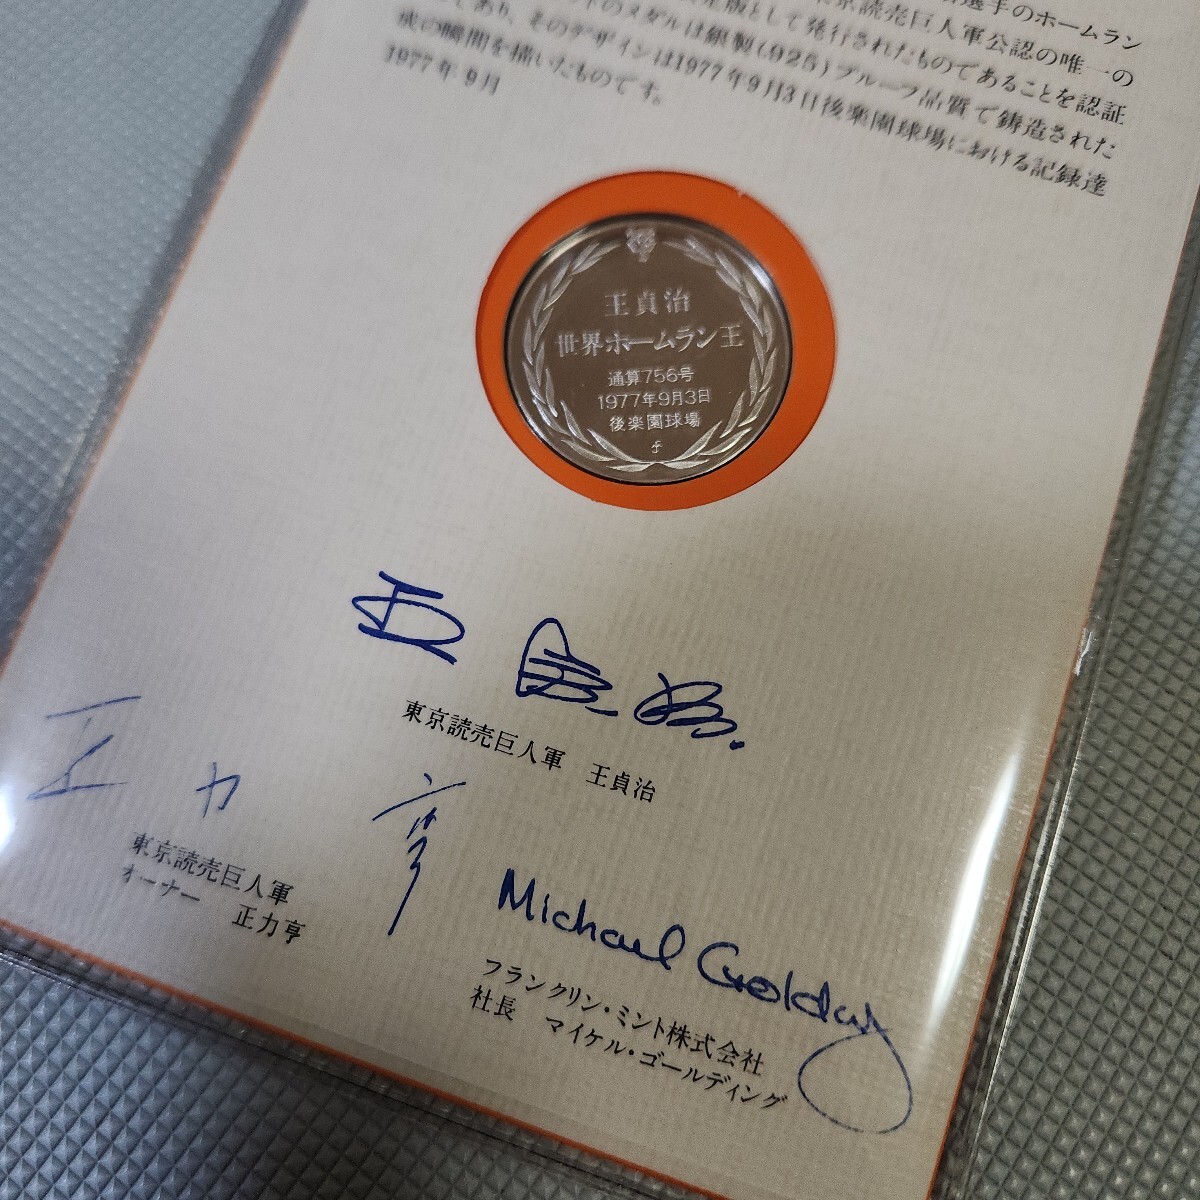 選手のホームラン
東京読売巨人軍公認の唯一の
版として発行されたものであることを認証
のメダルは銀製(925)プルーフ品質で鋳造された
であり、そのデザインは1977年9月3日後楽園球場における記録達
成の瞬間を描いたものです。
1977年9月
王貞治
世界ホームラン王
通算756号
1977年9月3日
後楽園球場
王貞治
東京読売巨人軍 王貞治
正力 亨
東京読売巨人軍
オーナー 正力亨
Michael Golding
フランクリン・ミント株式会社
社長 マイケル・ゴールディング